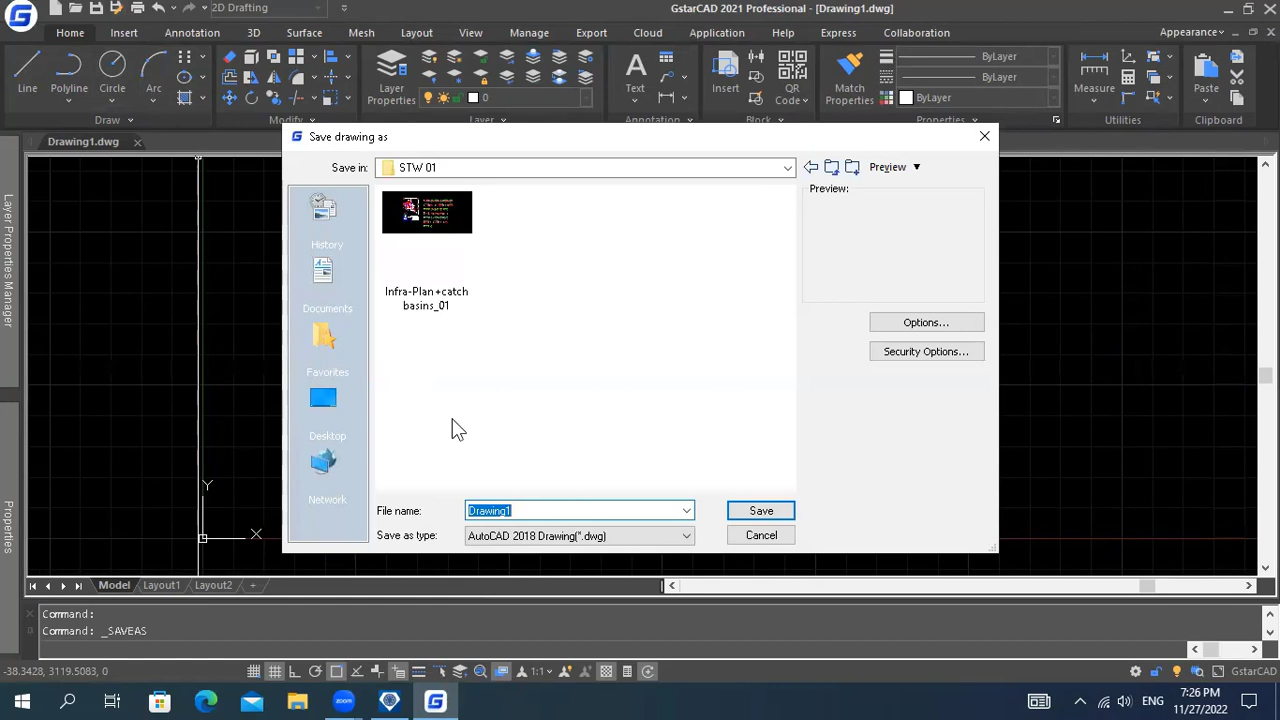 2D Drafting
GstarCAD 2021 Professional - [Drawing1.dwg]
Home
Insert
Annotation
3D
Surface
Mesh
Layout
View
Manage
Export
Cloud
Application
Help
Express
Collaboration
Appearance
Line
Polyline
Circle
Arc
Layer
Properties
0
Text
Insert
QR
Code
Match
Properties
ByLayer
ByLayer
ByLayer
Measure
Paste
Draw
Modify
Layer
Annotation
Block
Properties
Utilities
Clipboard
Drawing1.dwg
Layer Properties Manager
Properties
Save drawing as
Save in:
STW 01
Preview
Preview:
History
Documents
Favorites
Desktop
Network
Infra-Plan+catch
basins_01
Options...
Security Options...
File name:
Drawing1
Save
Save as type:
AutoCAD 2018 Drawing(*.dwg)
Cancel
Y
X
Model
Layout1
Layout2
+
Command:
Command: _SAVEAS
-38.3428, 3119.5083, 0
1:1
GstarCAD
zoom
ENG
7:26 PM
11/27/2022